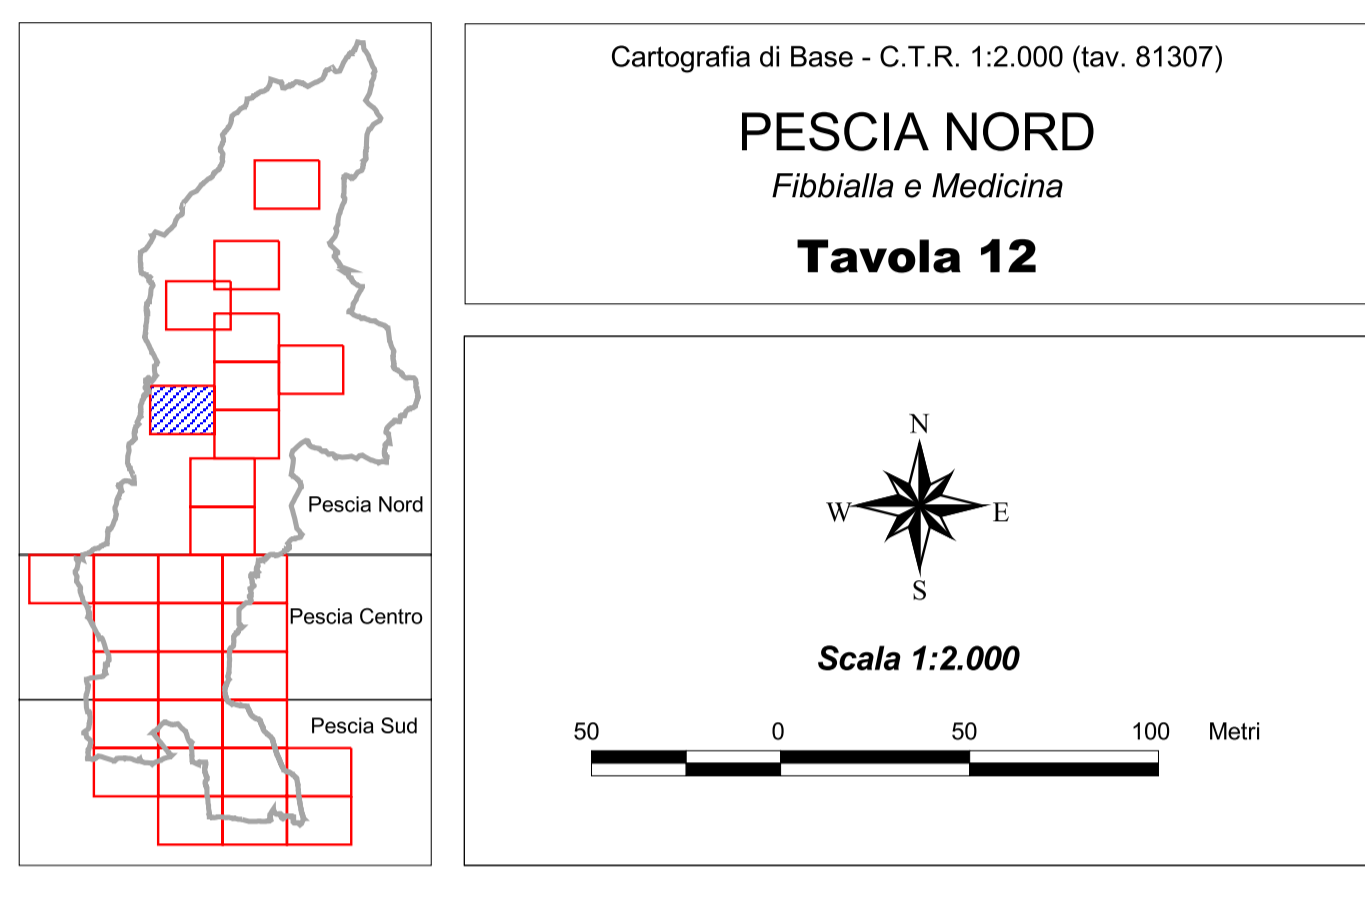 Pescia Nord
Pescia Centro
Pescia Sud
Cartografia di Base - C.T.R. 1:2.000 (tav. 81307)
PESCIA NORD
Fibbialla e Medicina
Tavola 12
N
W E
S
Scala 1:2.000
50 0 50 100 Metri